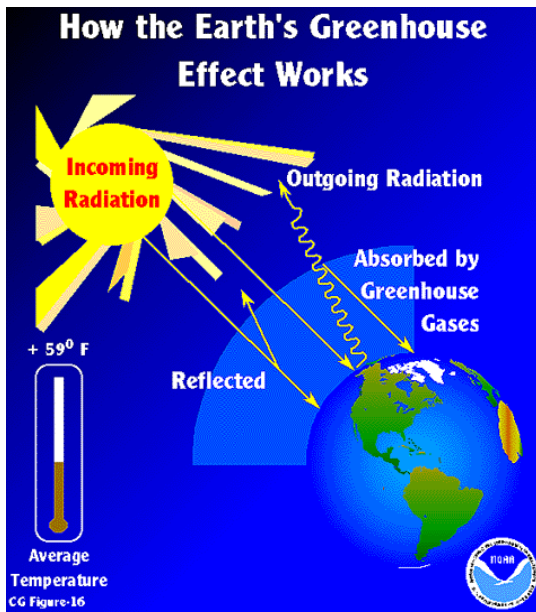 How the Earth's Greenhouse
Effect Works
Incoming
Radiation
Outgoing Radiation
Absorbed by
Greenhouse
Gases
Reflected
+ 59⁰ F
Average
Temperature
CG Figure-16
NOAA